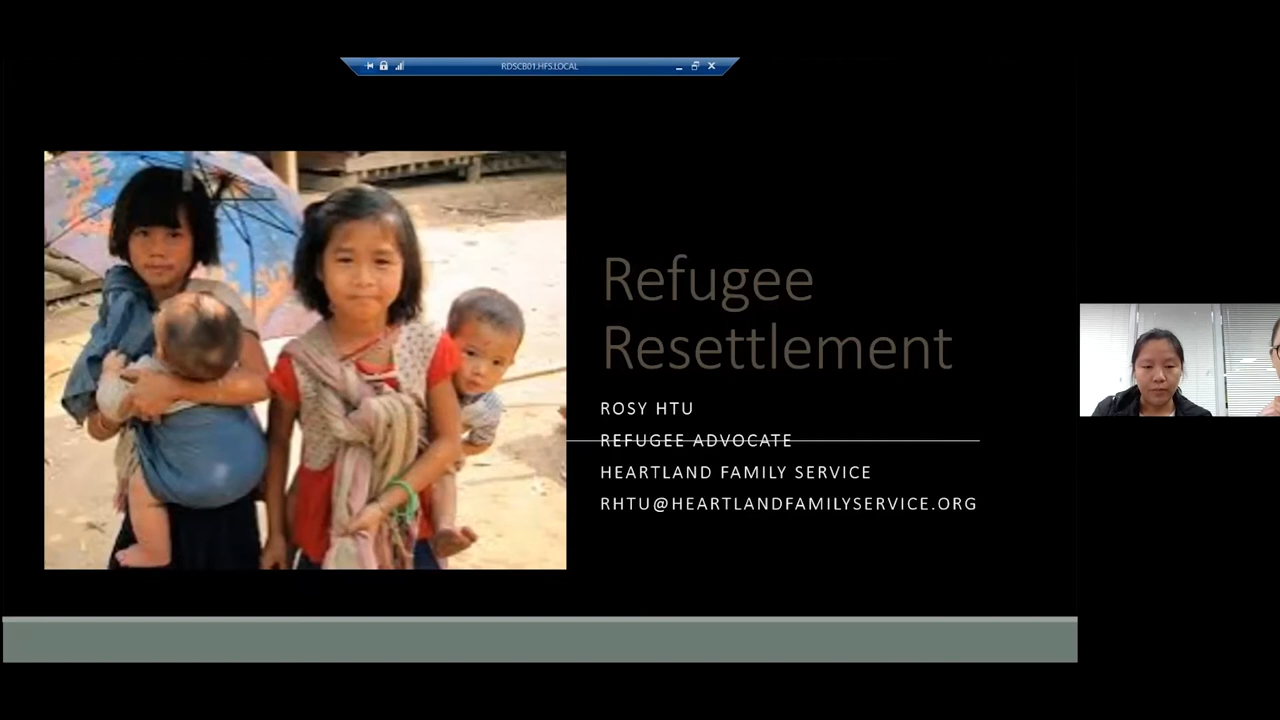 RDSCB01.HFS.LOCAL
Refugee
Resettlement
ROSY HTU
REFUGEE ADVOCATE
HEARTLAND FAMILY SERVICE
RHTU@HEARTLANDFAMILYSERVICE.ORG